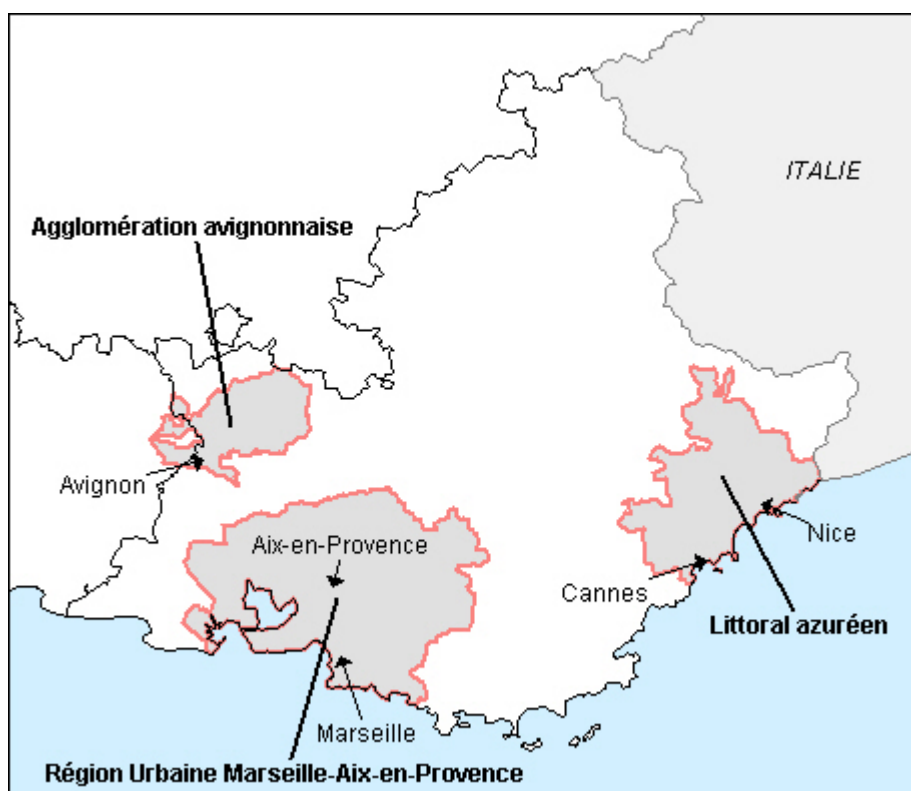 ITALIE
Agglomération avignonnaise
Avignon
Aix-en-Provence
Nice
Cannes
Littoral azuréen
Marseille
Région Urbaine Marseille-Aix-en-Provence